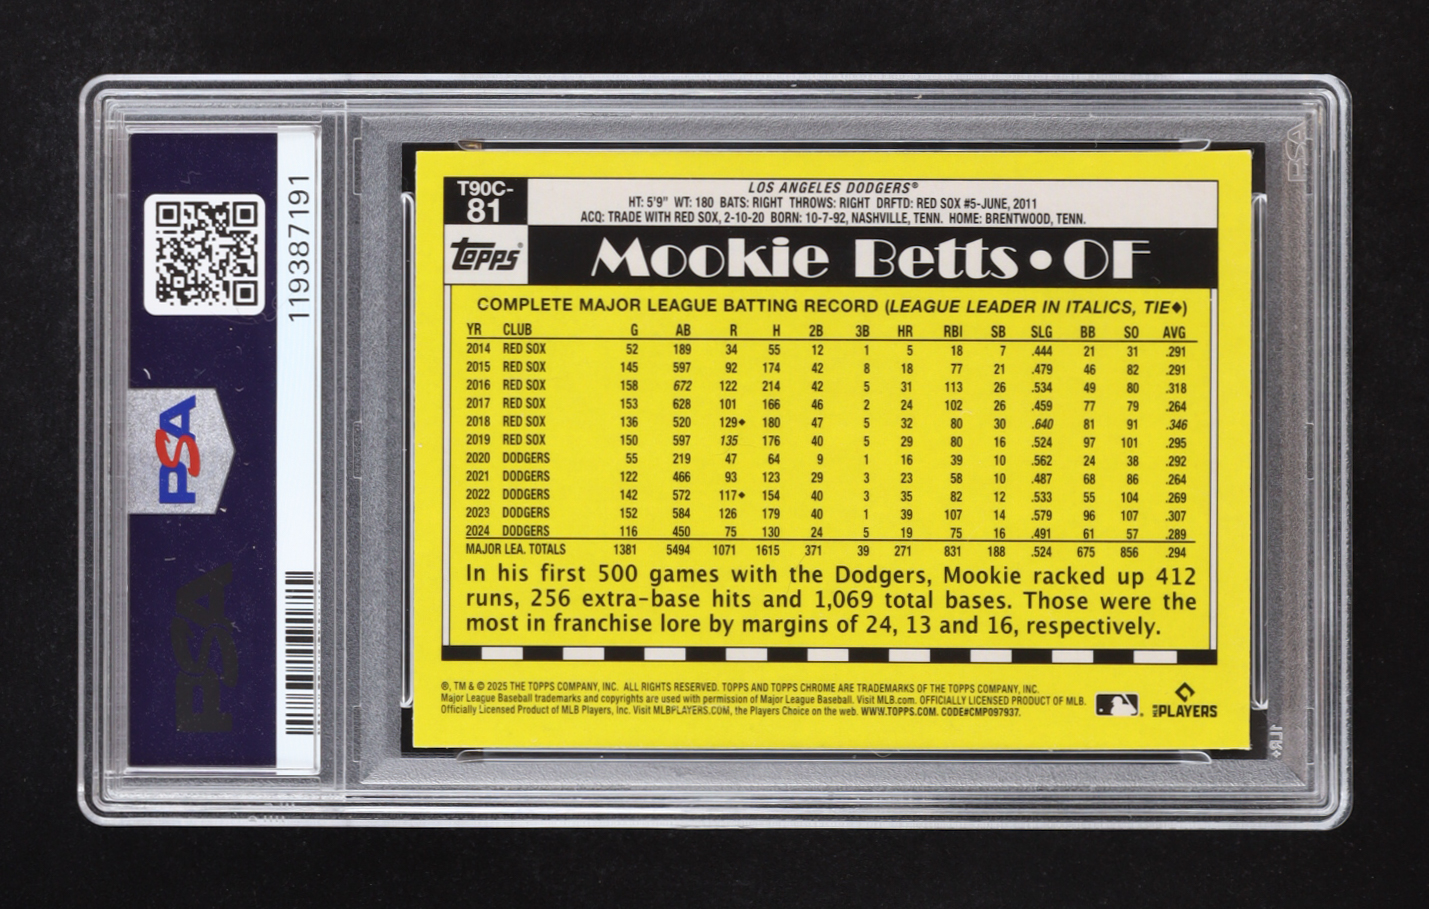 119387191
PSA
PSA
T90C-
81
LOS ANGELES DODGERS®
HT: 5'9" WT: 180 BATS: RIGHT THROWS: RIGHT DRFTD: RED SOX #5-JUNE, 2011
ACQ: TRADE WITH RED SOX, 2-10-20 BORN: 10-7-92, NASHVILLE, TENN. HOME: BRENTWOOD, TENN.
TOPPS®
Mookie Betts • OF
COMPLETE MAJOR LEAGUE BATTING RECORD (LEAGUE LEADER IN ITALICS, TIE◆)
YR CLUB G AB R H 2B 3B HR RBI SB SLG BB SO AVG
2014 RED SOX 52 189 34 55 12 1 5 18 7 .444 21 31 .291
2015 RED SOX 145 597 92 174 42 8 18 77 21 .479 46 82 .291
2016 RED SOX 158 672 122 214 42 5 31 113 26 .534 49 80 .318
2017 RED SOX 153 628 101 166 46 2 24 102 26 .459 77 79 .264
2018 RED SOX 136 520 129◆ 180 47 5 32 80 30 .640 81 91 .346
2019 RED SOX 150 597 135 176 40 5 29 80 16 .524 97 101 .295
2020 DODGERS 55 219 47 64 9 1 16 39 10 .562 24 38 .292
2021 DODGERS 122 466 93 123 29 3 23 58 10 .487 68 86 .264
2022 DODGERS 142 572 117◆ 154 40 3 35 82 12 .533 55 104 .269
2023 DODGERS 152 584 126 179 40 1 39 107 14 .579 96 107 .307
2024 DODGERS 116 450 75 130 24 5 19 75 16 .491 61 57 .289
MAJOR LEA. TOTALS 1381 5494 1071 1615 371 39 271 831 188 .524 675 856 .294
In his first 500 games with the Dodgers, Mookie racked up 412
runs, 256 extra-base hits and 1,069 total bases. Those were the
most in franchise lore by margins of 24, 13 and 16, respectively.
®, TM & © 2025 THE TOPPS COMPANY, INC. ALL RIGHTS RESERVED. TOPPS AND TOPPS CHROME ARE TRADEMARKS OF THE TOPPS COMPANY, INC.
Major League Baseball trademarks and copyrights are used with permission of Major League Baseball. Visit MLB.com. OFFICIALLY LICENSED PRODUCT OF MLB.
Officially Licensed Product of MLB Players, Inc. Visit MLBPLAYERS.COM, the Players Choice on the web. WWW.TOPPS.COM. CODE#CMP097937.
MLB PLAYERS
PSA